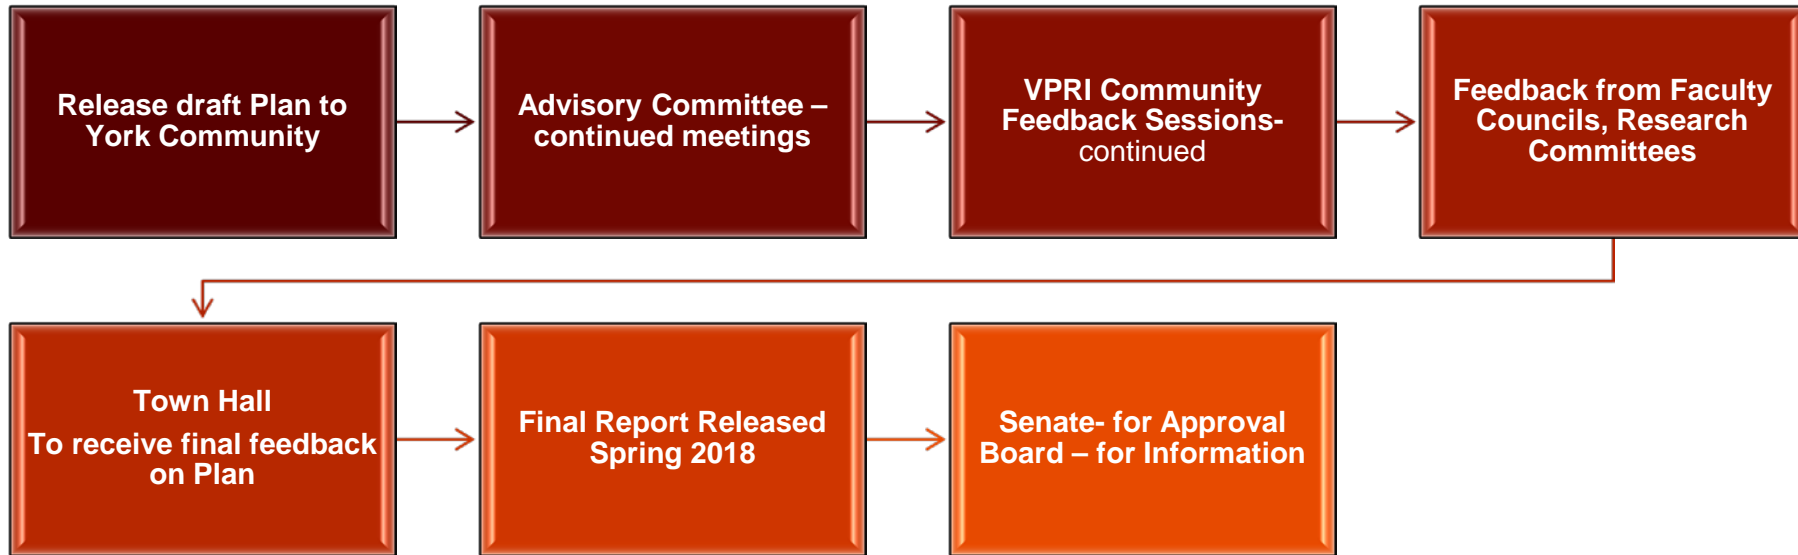 Release draft Plan to
York Community
Advisory Committee –
continued meetings
VPRI Community
Feedback Sessions-
continued
Feedback from Faculty
Councils, Research
Committees
Town Hall
To receive final feedback
on Plan
Final Report Released
Spring 2018
Senate- for Approval
Board – for Information